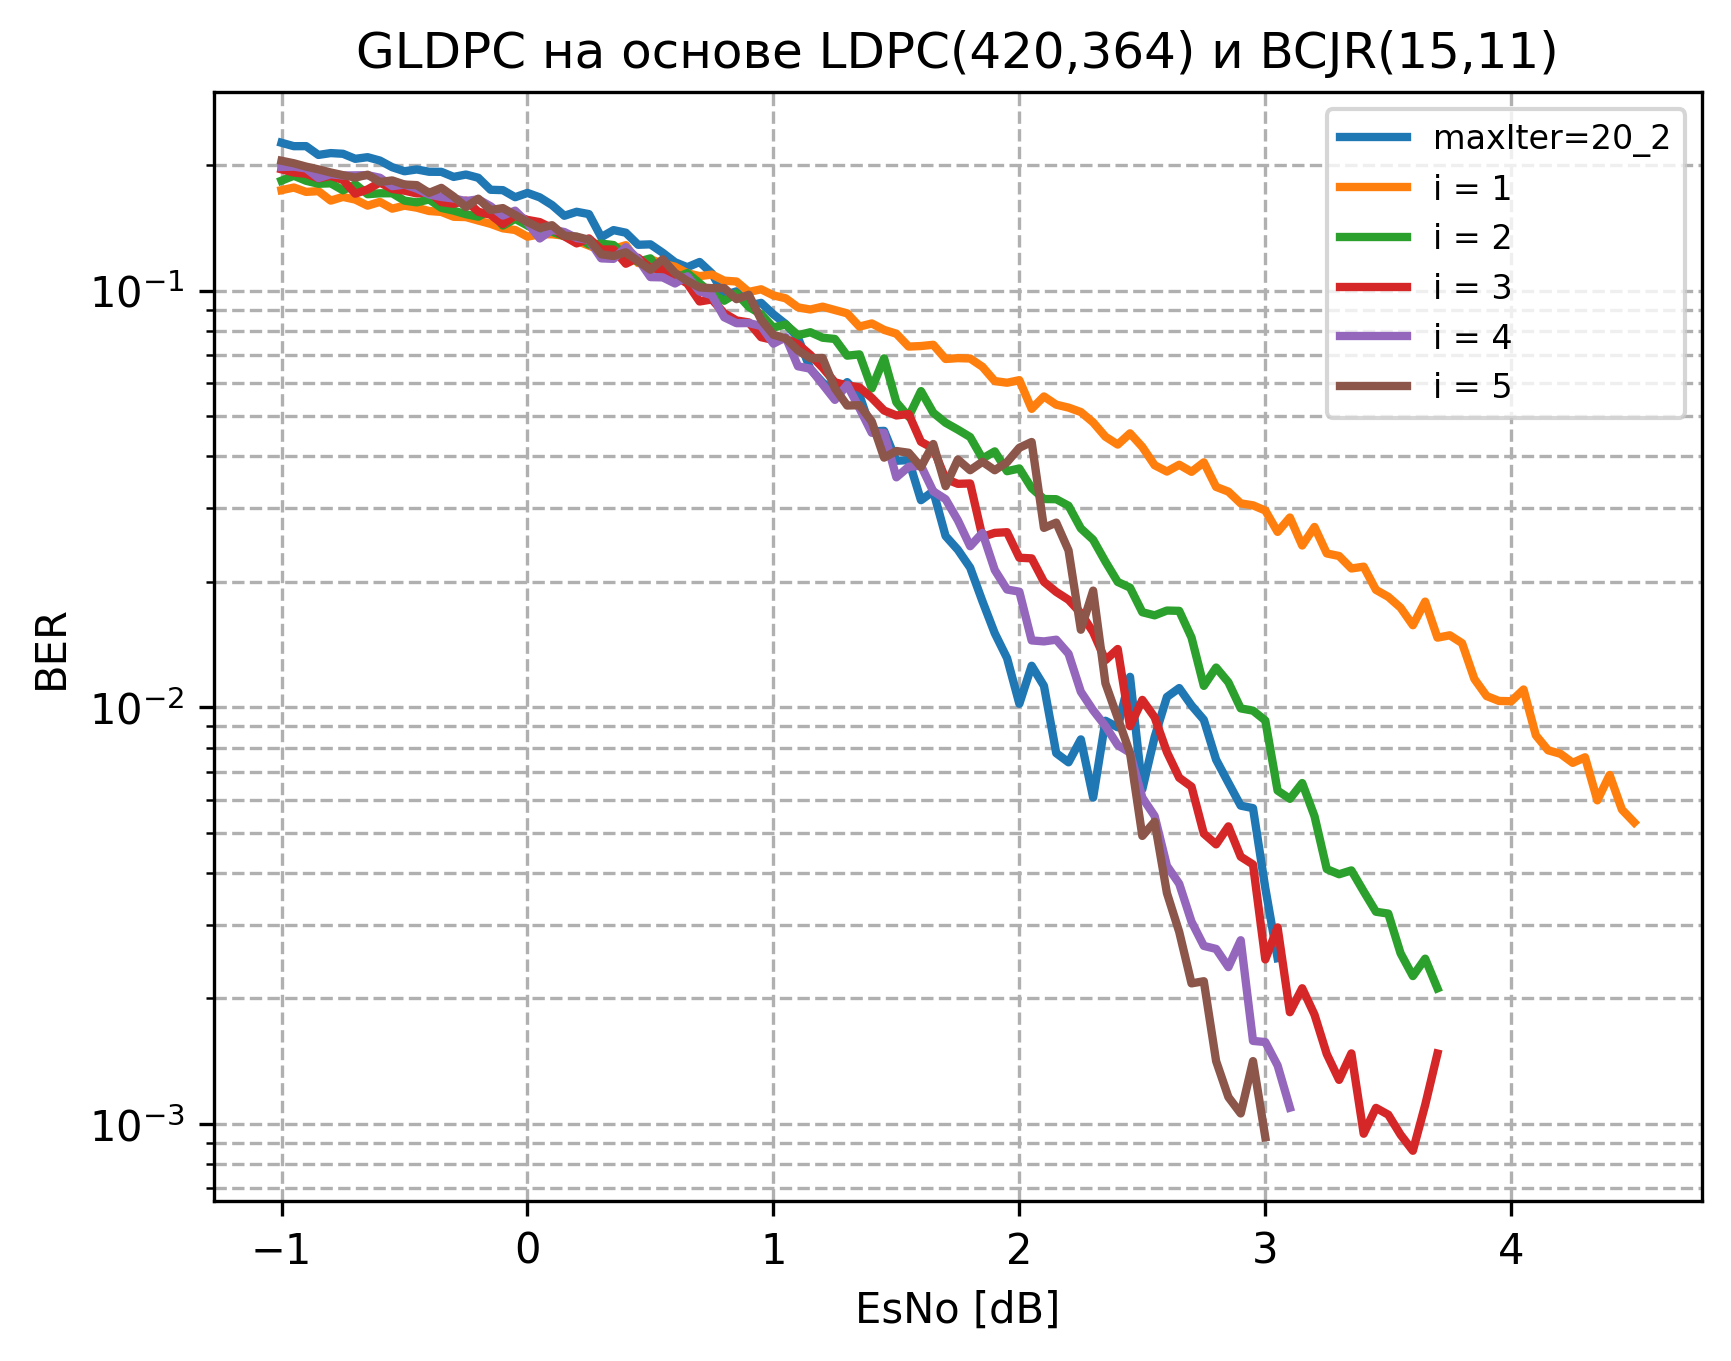 GLDPC на основе LDPC(420,364) и BCJR(15,11)
maxIter=20_2
i = 1
i = 2
i = 3
i = 4
i = 5
BER
10⁻¹
10⁻²
10⁻³
−1 0 1 2 3 4
EsNo [dB]